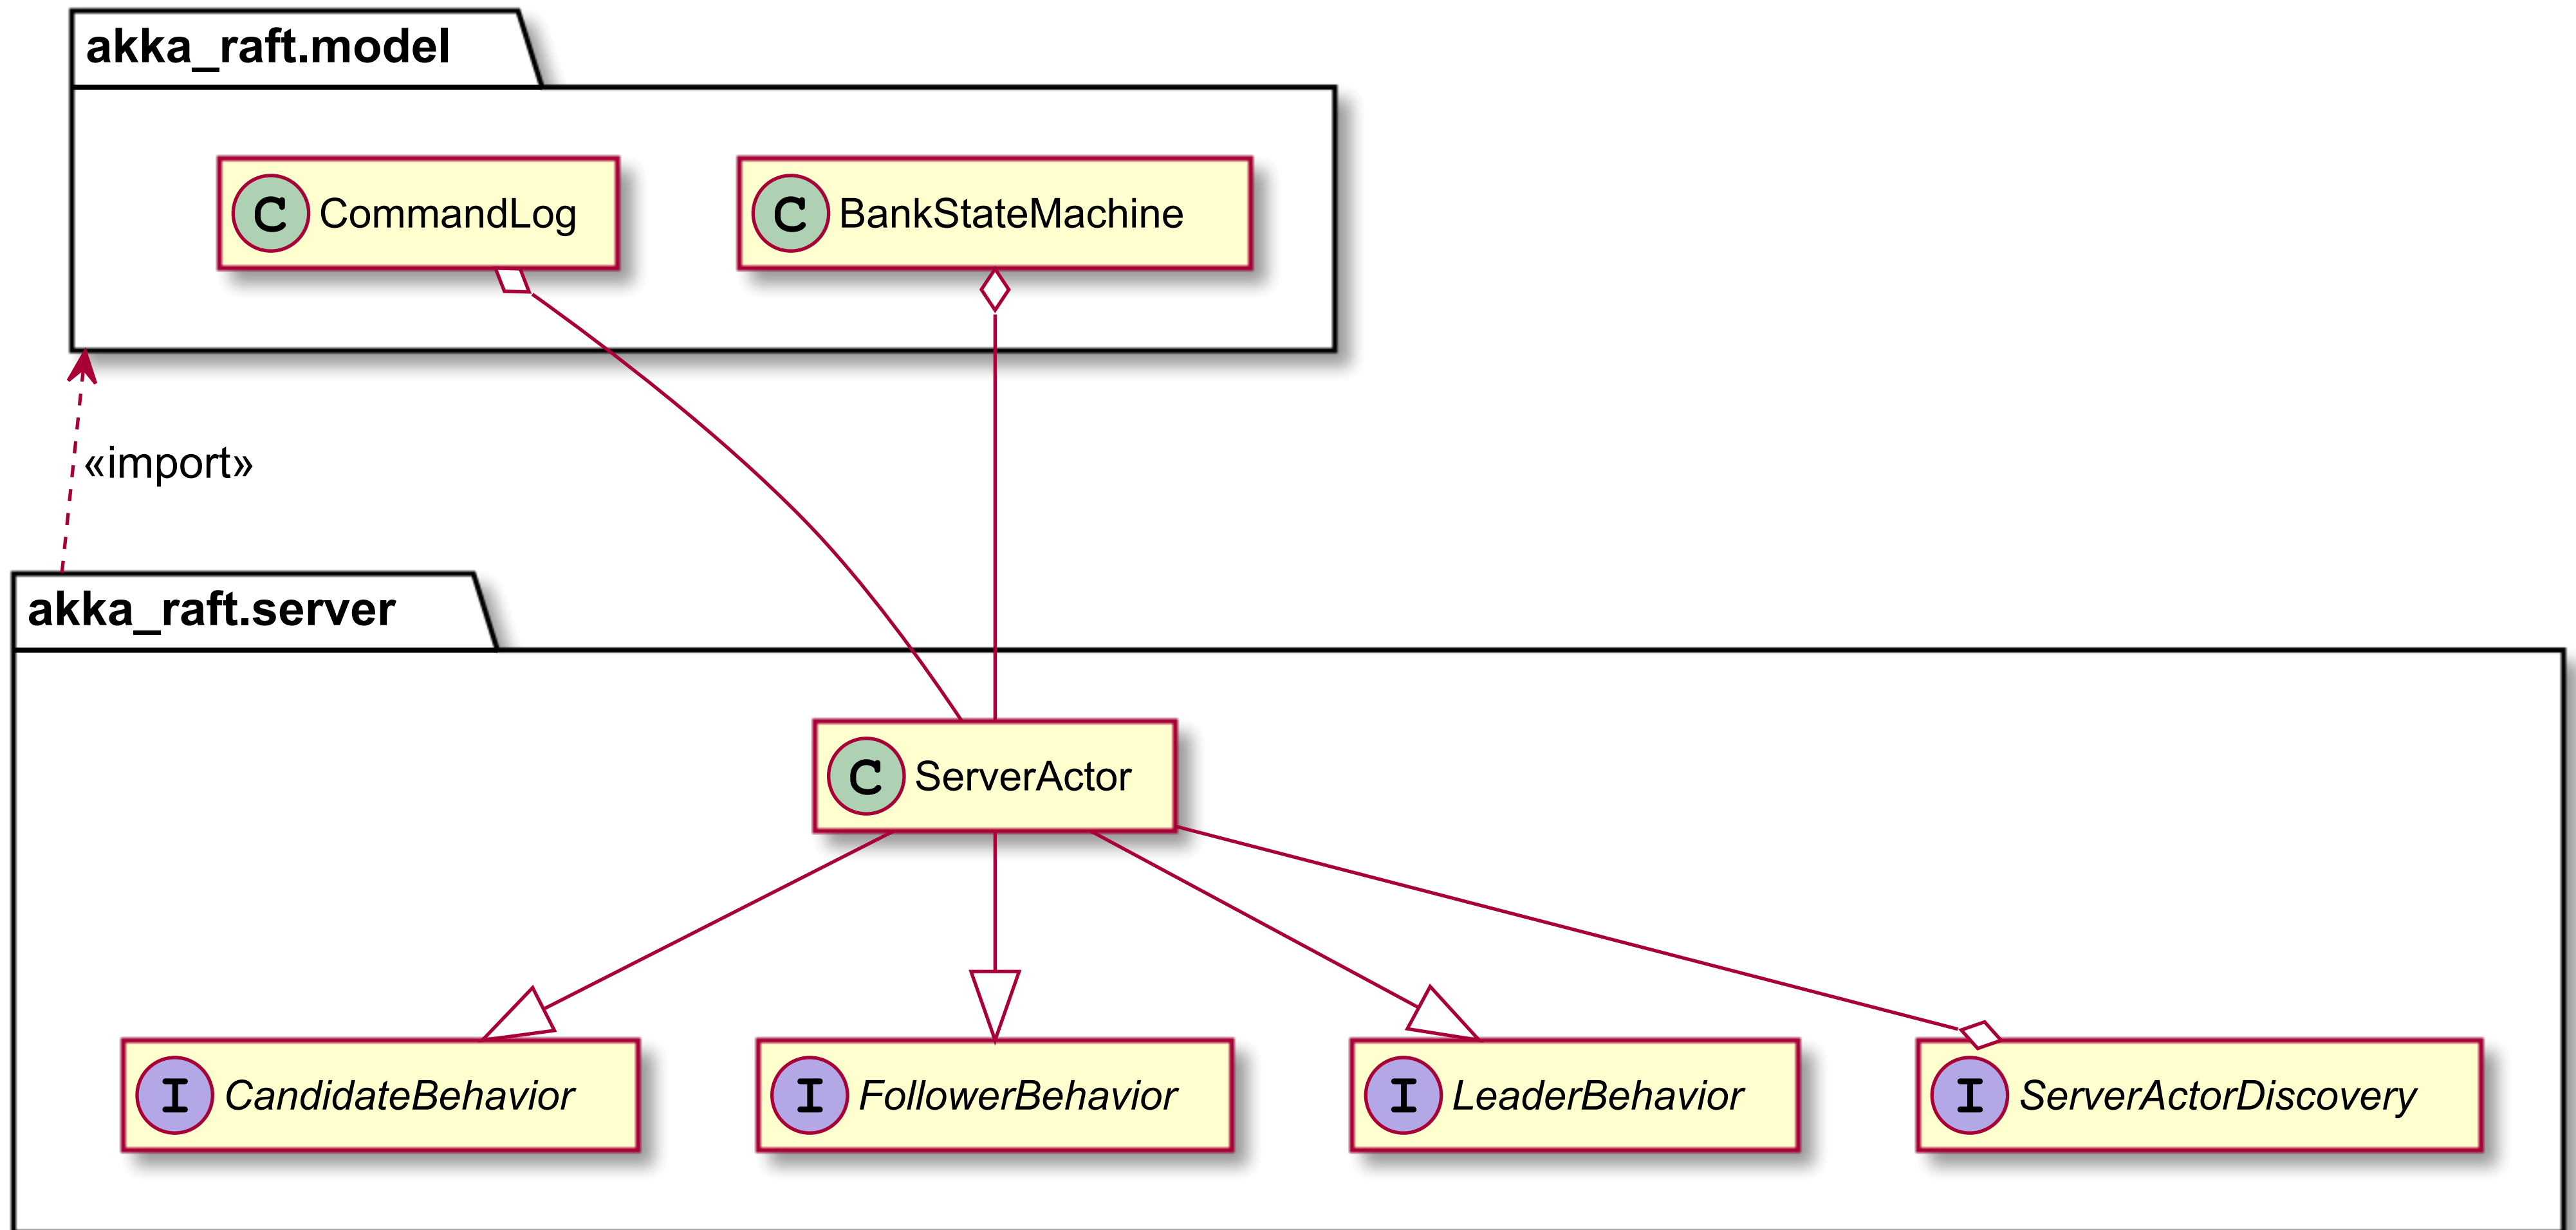 akka_raft.model
C CommandLog
C BankStateMachine
«import»
akka_raft.server
C ServerActor
I CandidateBehavior
I FollowerBehavior
I LeaderBehavior
I ServerActorDiscovery